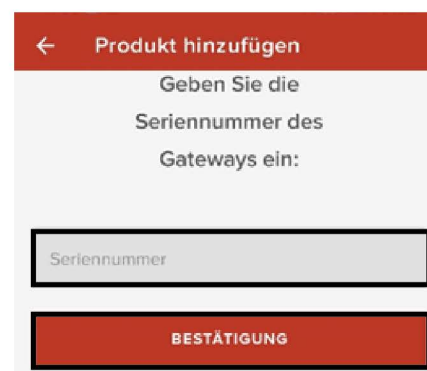 Produkt hinzufügen
Geben Sie die
Seriennummer des
Gateways ein:
Seriennummer
BESTÄTIGUNG